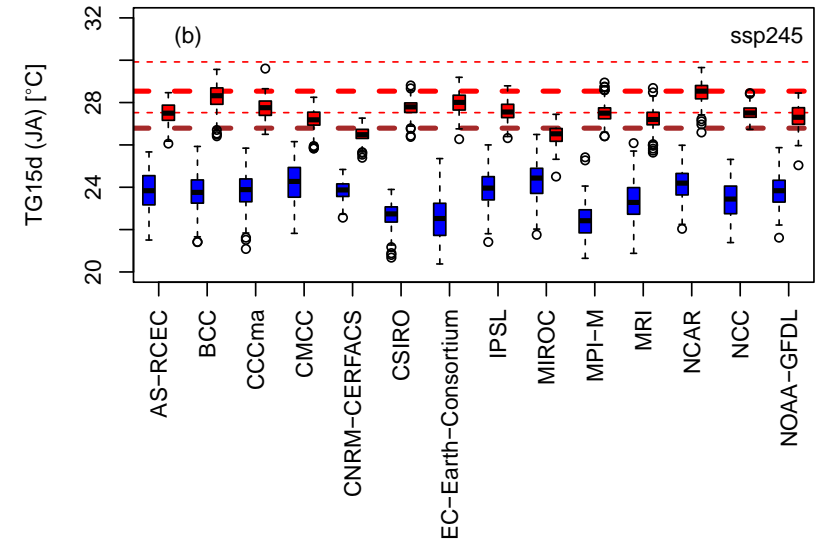 (b)
ssp245
TG15d (JA) [°C]
32
28
24
20
AS−RCEC
BCC
CCCma
CMCC
CNRM−CERFACS
CSIRO
EC−Earth−Consortium
IPSL
MIROC
MPI−M
MRI
NCAR
NCC
NOAA−GFDL